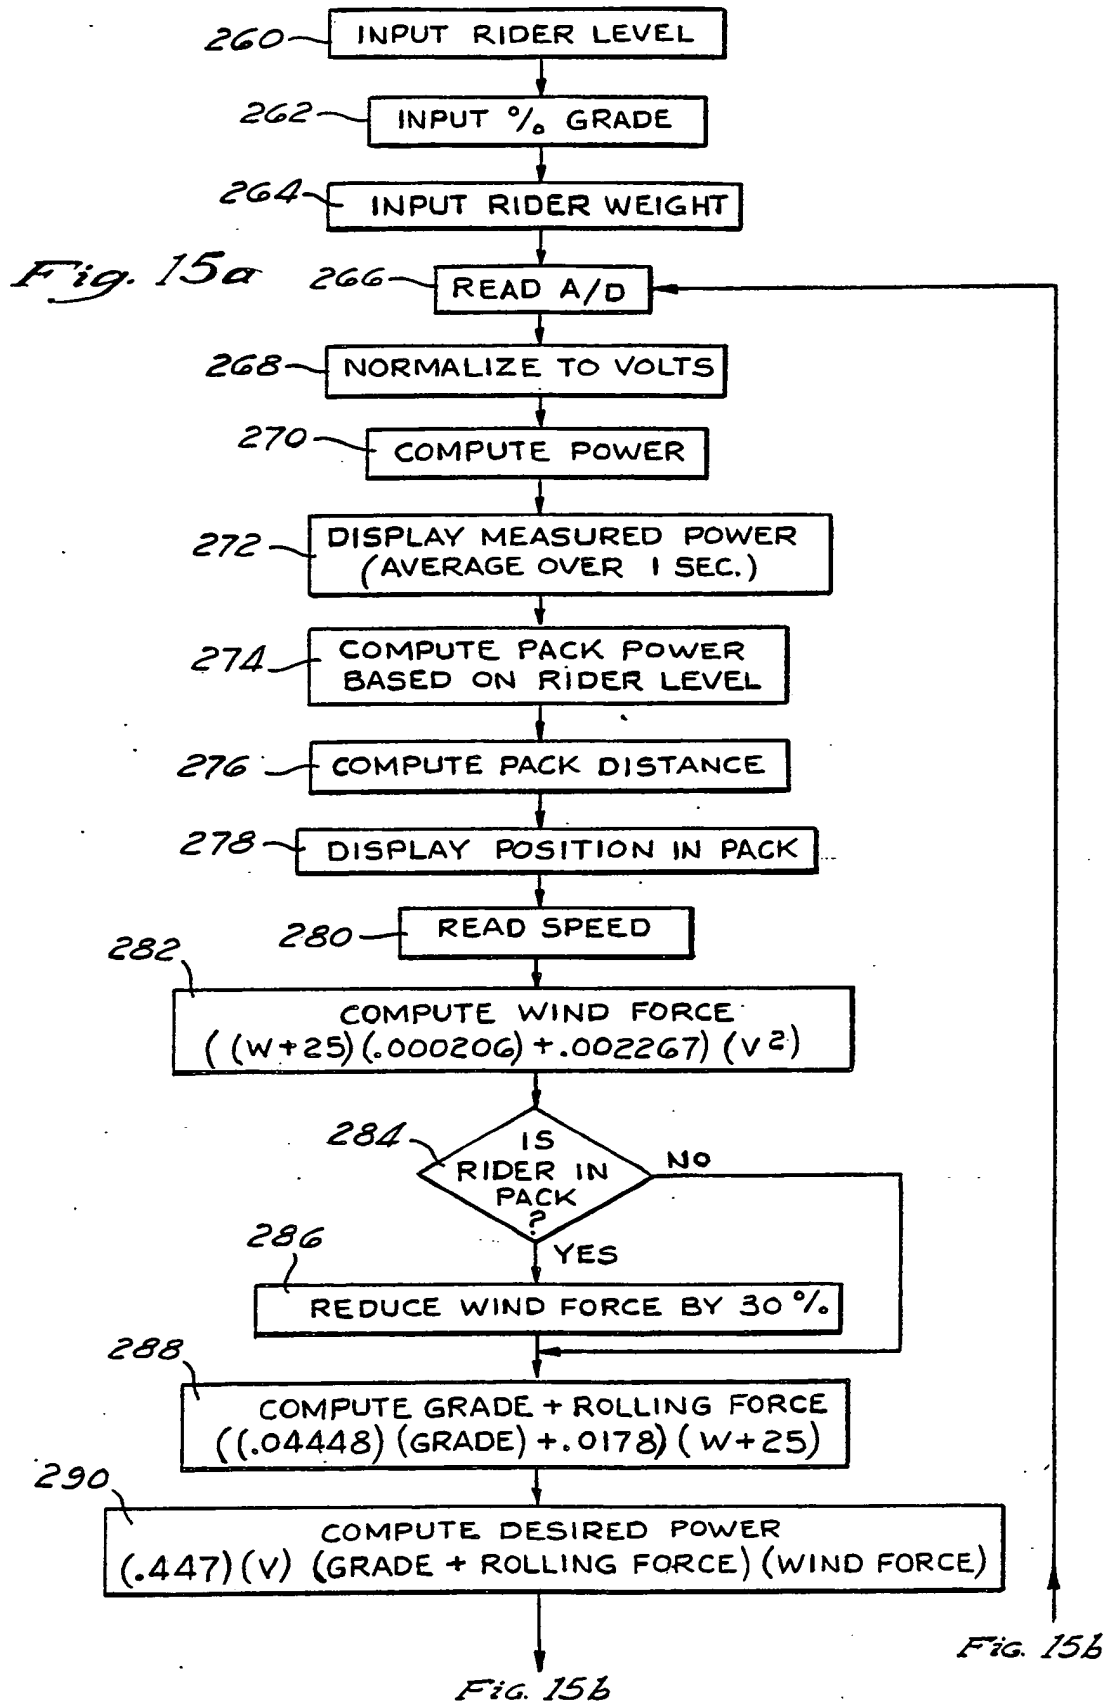 260 INPUT RIDER LEVEL
262 INPUT % GRADE
264 INPUT RIDER WEIGHT
Fig. 15a
266 READ A/D
268 NORMALIZE TO VOLTS
270 COMPUTE POWER
272 DISPLAY MEASURED POWER
(AVERAGE OVER 1 SEC.)
274 COMPUTE PACK POWER
BASED ON RIDER LEVEL
276 COMPUTE PACK DISTANCE
278 DISPLAY POSITION IN PACK
280 READ SPEED
282
COMPUTE WIND FORCE
((W+25)(.000206)+.002267)(V²)
284
IS
RIDER IN
PACK
?
NO
YES
286
REDUCE WIND FORCE BY 30%
288
COMPUTE GRADE + ROLLING FORCE
((.04448)(GRADE)+.0178)(W+25)
290
COMPUTE DESIRED POWER
(.447)(V)(GRADE + ROLLING FORCE)(WIND FORCE)
Fig. 15b
Fig. 15b